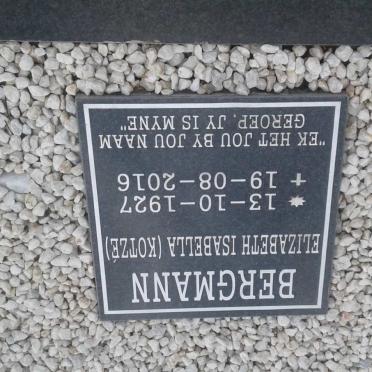 BERGMANN
ELIZABETH ISABELLA (KOTZÉ)
* 13-10-1927
✝ 19-08-2016
"EK HET JOU BY JOU NAAM
GEROEP, JY IS MYNE"